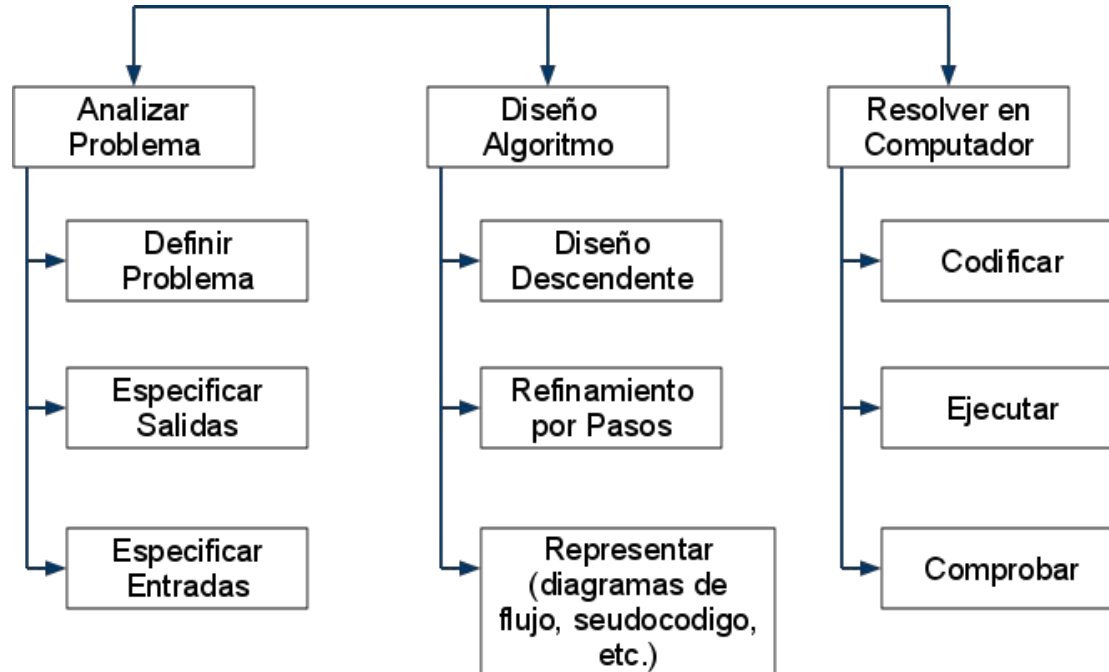 Analizar
Problema
Definir
Problema
Especificar
Salidas
Especificar
Entradas
Diseño
Algoritmo
Diseño
Descendente
Refinamiento
por Pasos
Representar
(diagramas de
flujo, seudocodigo,
etc.)
Resolver en
Computador
Codificar
Ejecutar
Comprobar